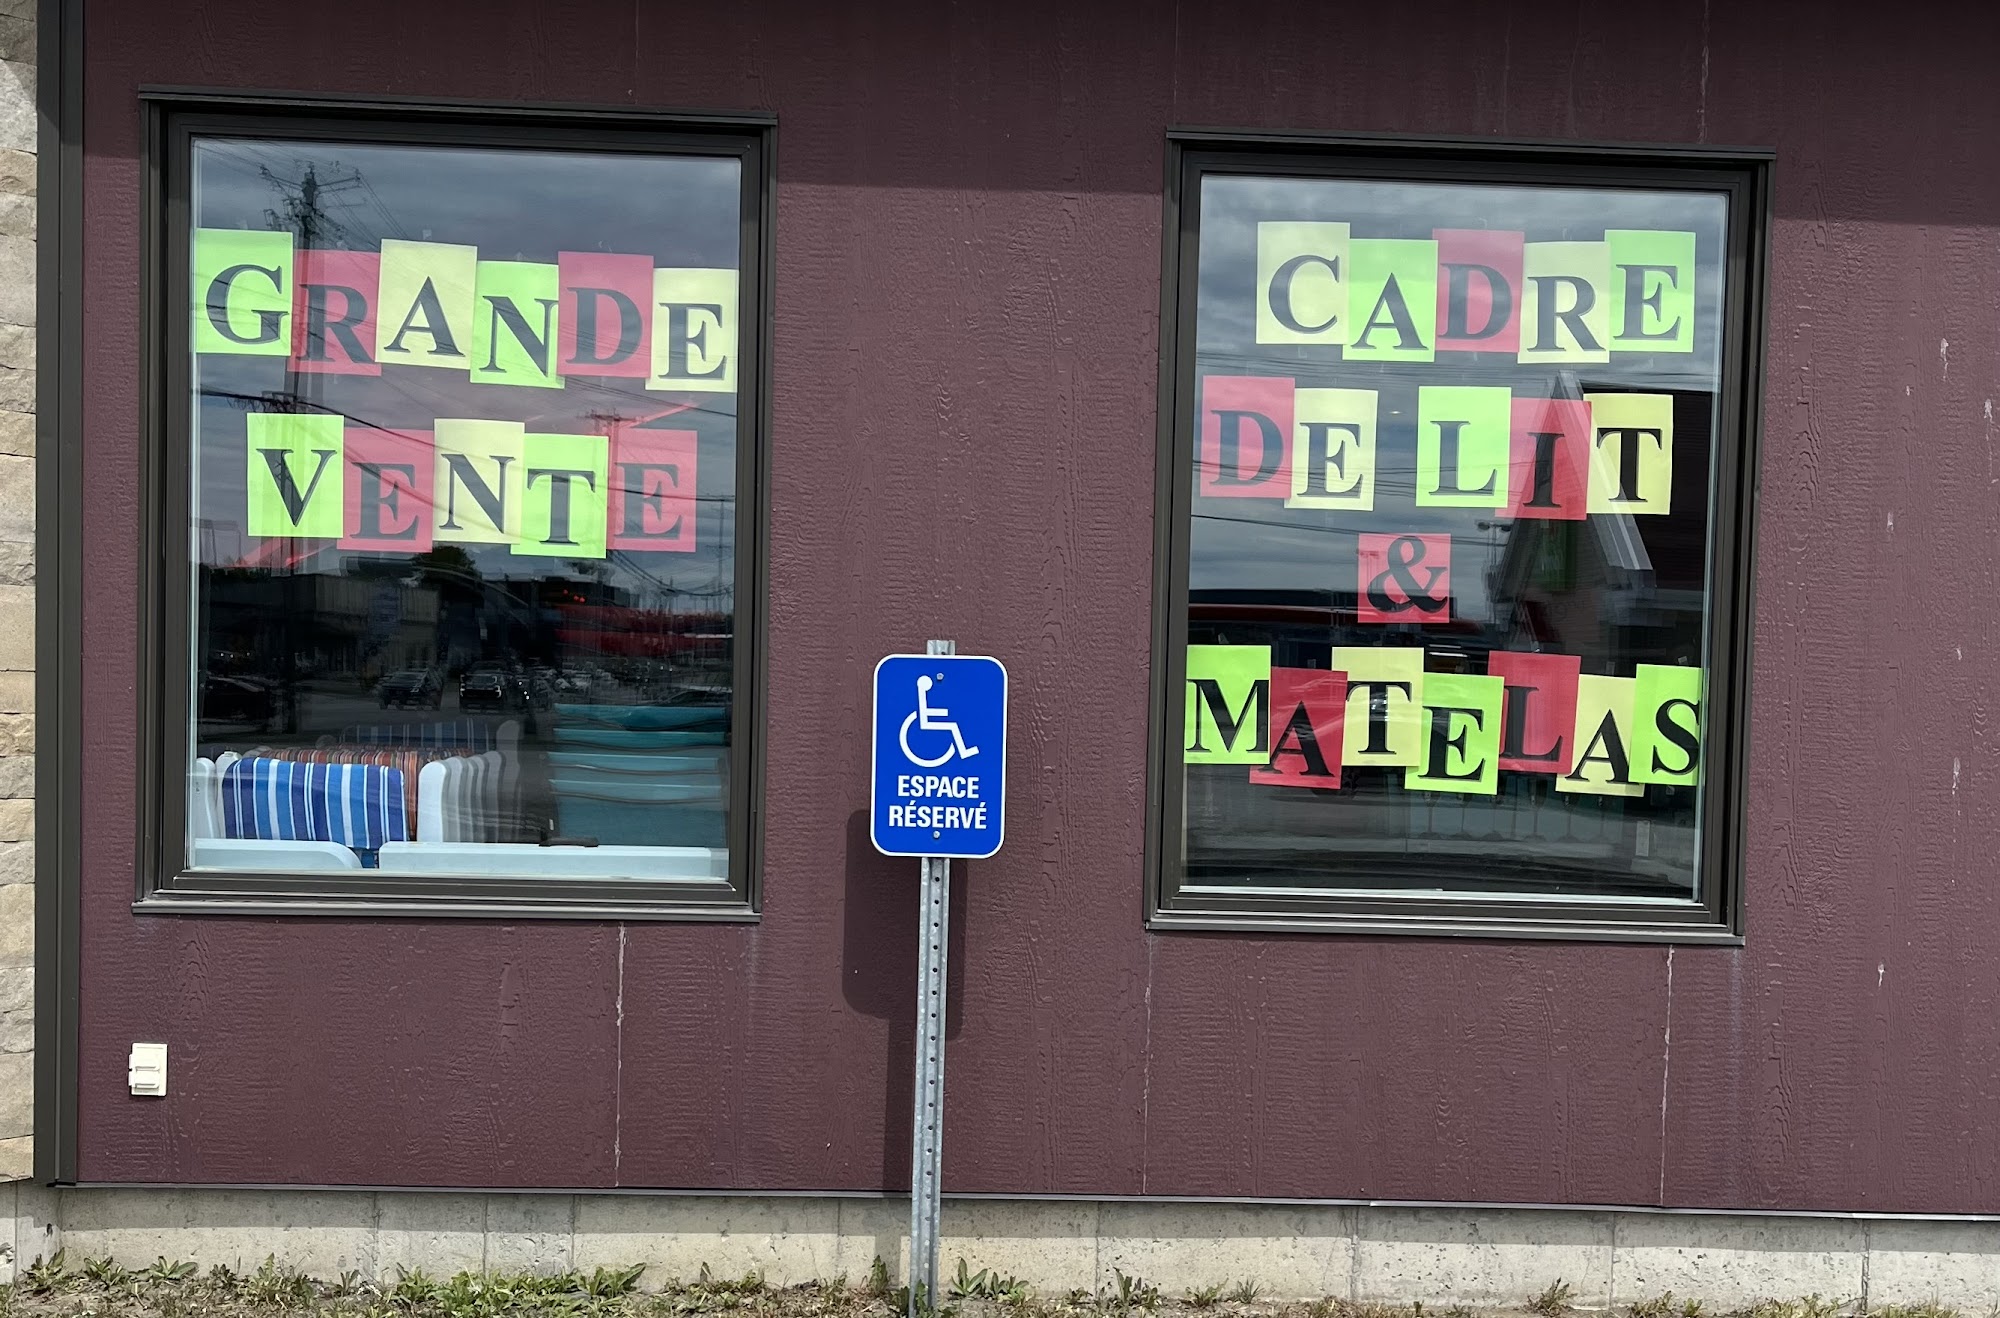 GRANDE
VENTE
ESPACE
RÉSERVÉ
CADRE
DE LIT
&
MATELAS